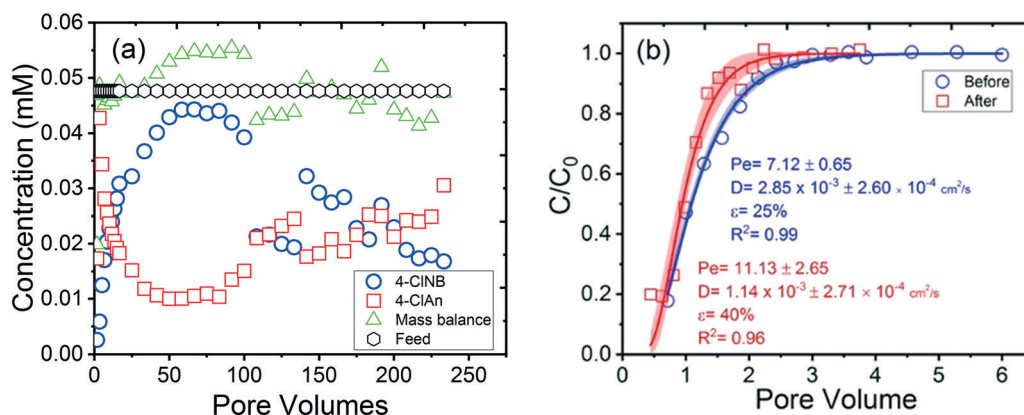 (a)
Concentration (mM)
0.06
0.05
0.04
0.03
0.02
0.01
0.00
0 50 100 150 200 250
Pore Volumes
4-ClNB
4-ClAn
Mass balance
Feed
(b)
C/C₀
1.0
0.8
0.6
0.4
0.2
0.0
0 1 2 3 4 5 6
Pore Volume
Before
After
Pe= 7.12 ± 0.65
D= 2.85 x 10⁻³ ± 2.60 × 10⁻⁴ cm²/s
ε= 25%
R²= 0.99
Pe= 11.13 ± 2.65
D= 1.14 x 10⁻³ ± 2.71 × 10⁻⁴ cm²/s
ε= 40%
R²= 0.96